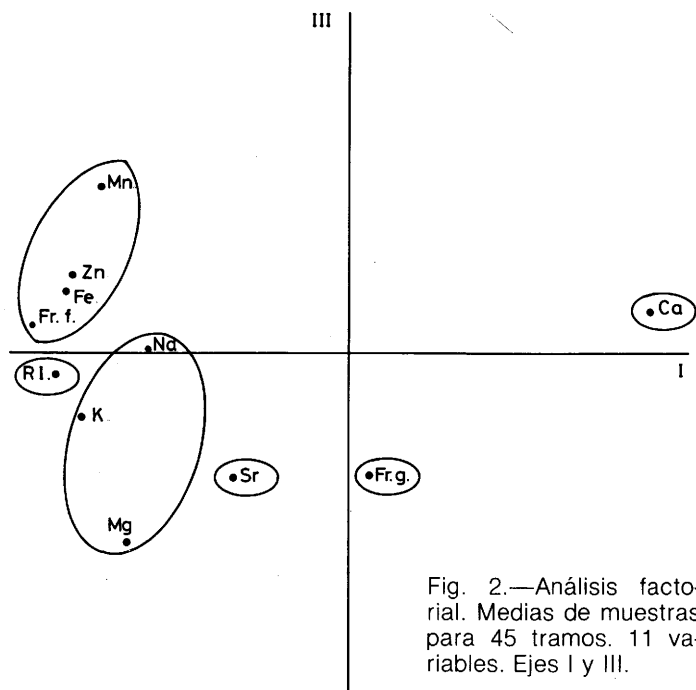 III
Mn.
Zn
Fe
Fr. f.
Ca
Na
I
R I.
K
Sr
Fr. g.
Mg
Fig. 2.—Análisis facto-
rial. Medias de muestras
para 45 tramos. 11 va-
riables. Ejes I y III.